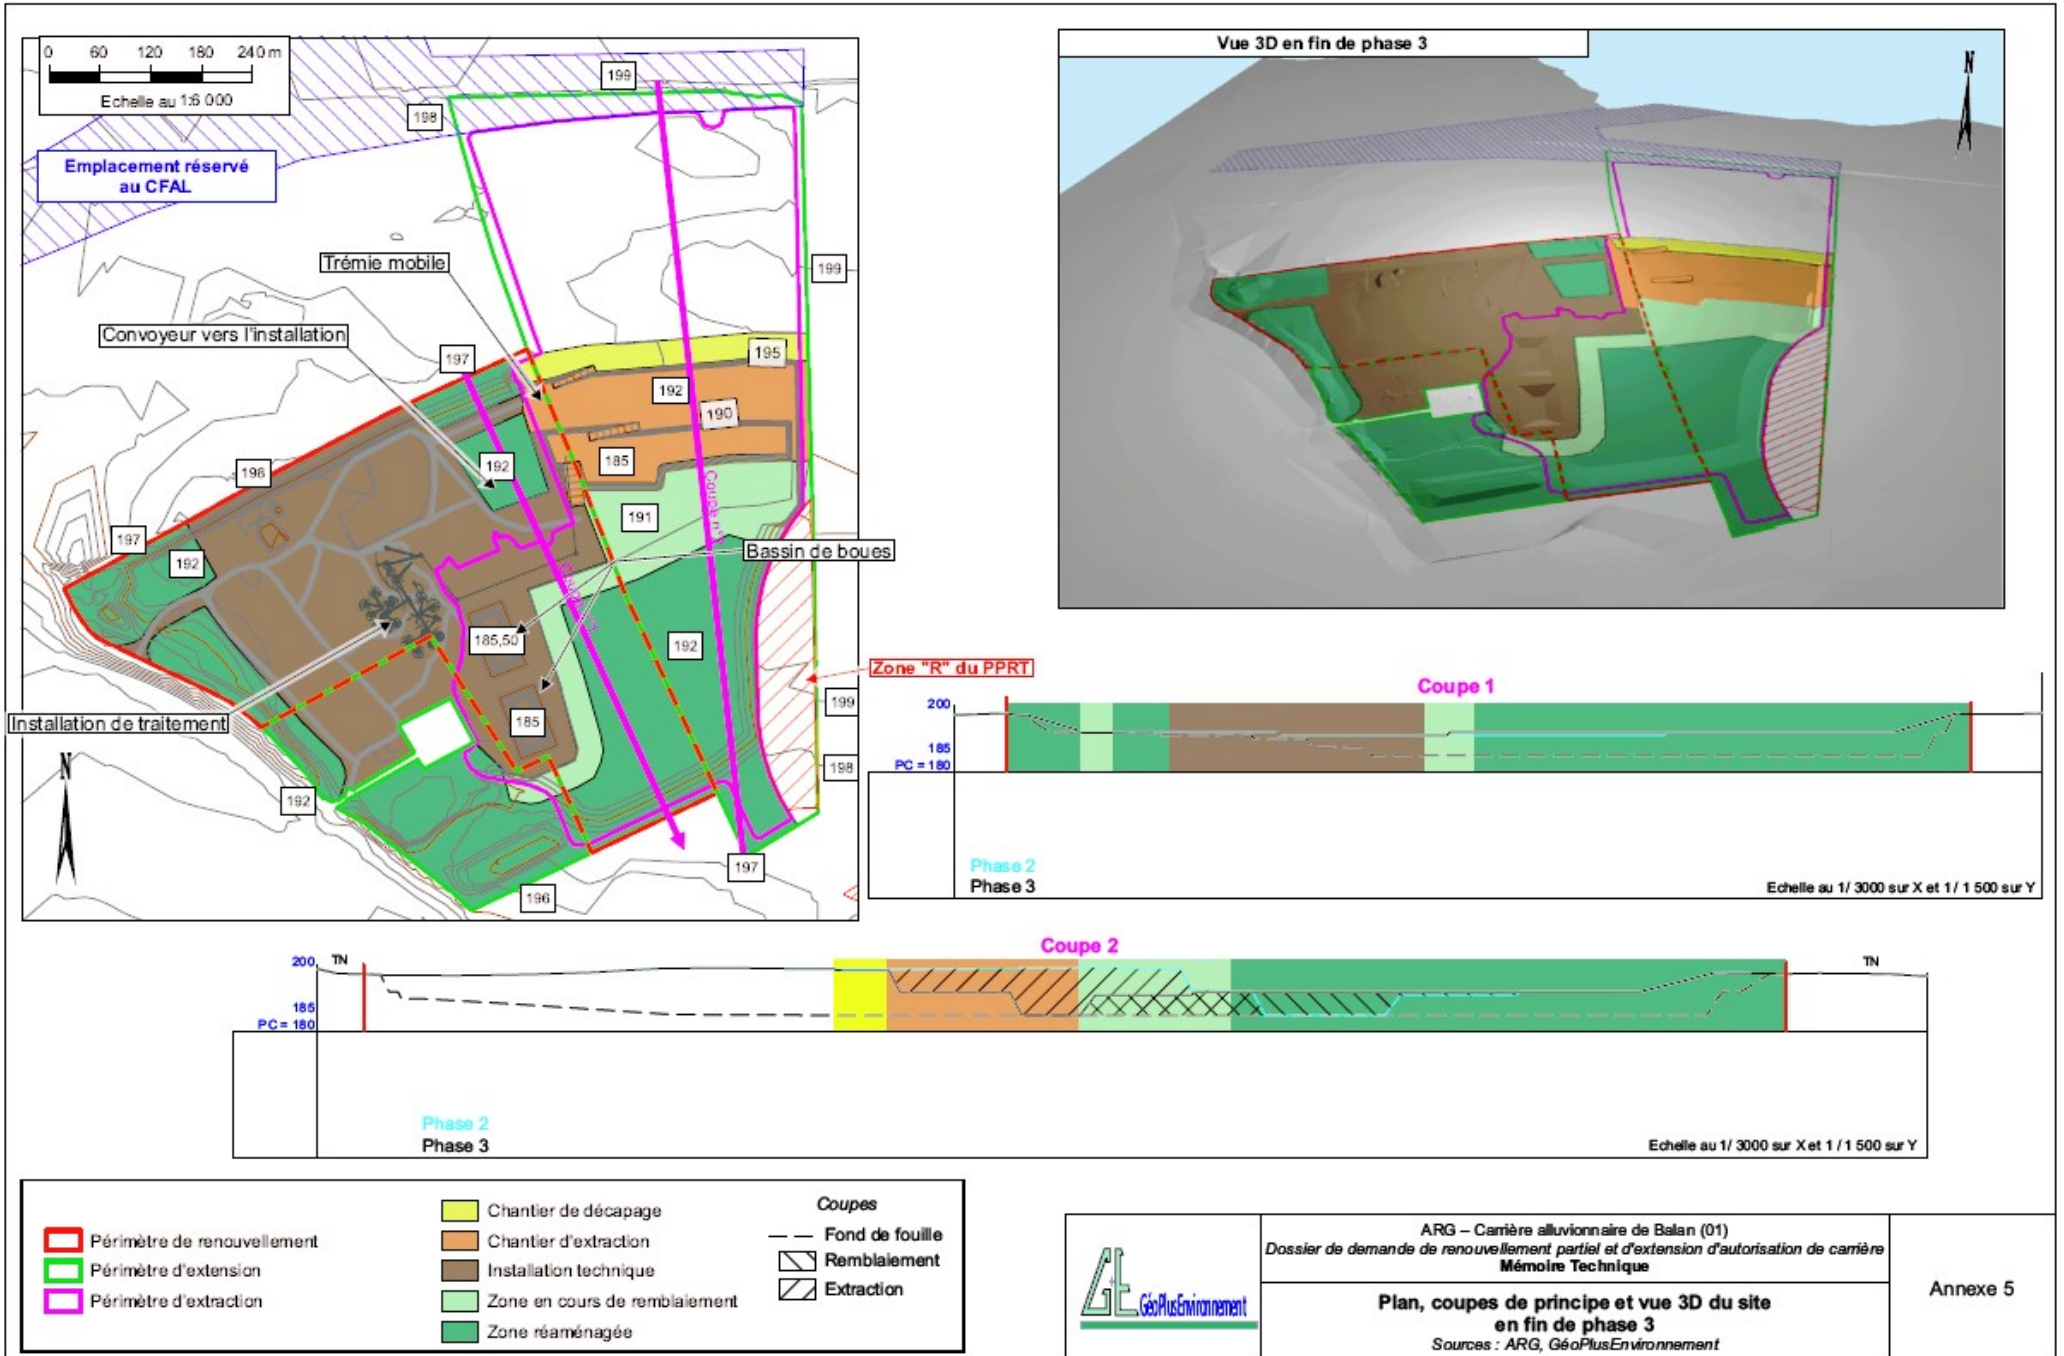 0 60 120 180 240 m
Echelle au 1:6 000
Emplacement réservé
au CFAL
199
198
Trémie mobile
199
Convoyeur vers l'installation
197
195
192
190
198
192
185
191
197
192
Coupe n°2
Bassin de boues
185,50
192
Zone "R" du PPRT
199
Installation de traitement
185
198
N
192
197
196
Vue 3D en fin de phase 3
N
Coupe 1
200
185
PC = 180
Phase 2
Phase 3
Echelle au 1/ 3000 sur X et 1 / 1 500 sur Y
Coupe 2
200 TN
TN
185
PC = 180
Phase 2
Phase 3
Echelle au 1/ 3000 sur X et 1 / 1 500 sur Y
Périmètre de renouvellement
Périmètre d'extension
Périmètre d'extraction
Chantier de décapage
Chantier d'extraction
Installation technique
Zone en cours de remblaiement
Zone réaménagée
Coupes
Fond de fouille
Remblaiement
Extraction
GéoPlusEnvironnement
ARG – Carrière alluvionnaire de Balan (01)
Dossier de demande de renouvellement partiel et d'extension d'autorisation de carrière
Mémoire Technique
Plan, coupes de principe et vue 3D du site
en fin de phase 3
Sources : ARG, GéoPlusEnvironnement
Annexe 5